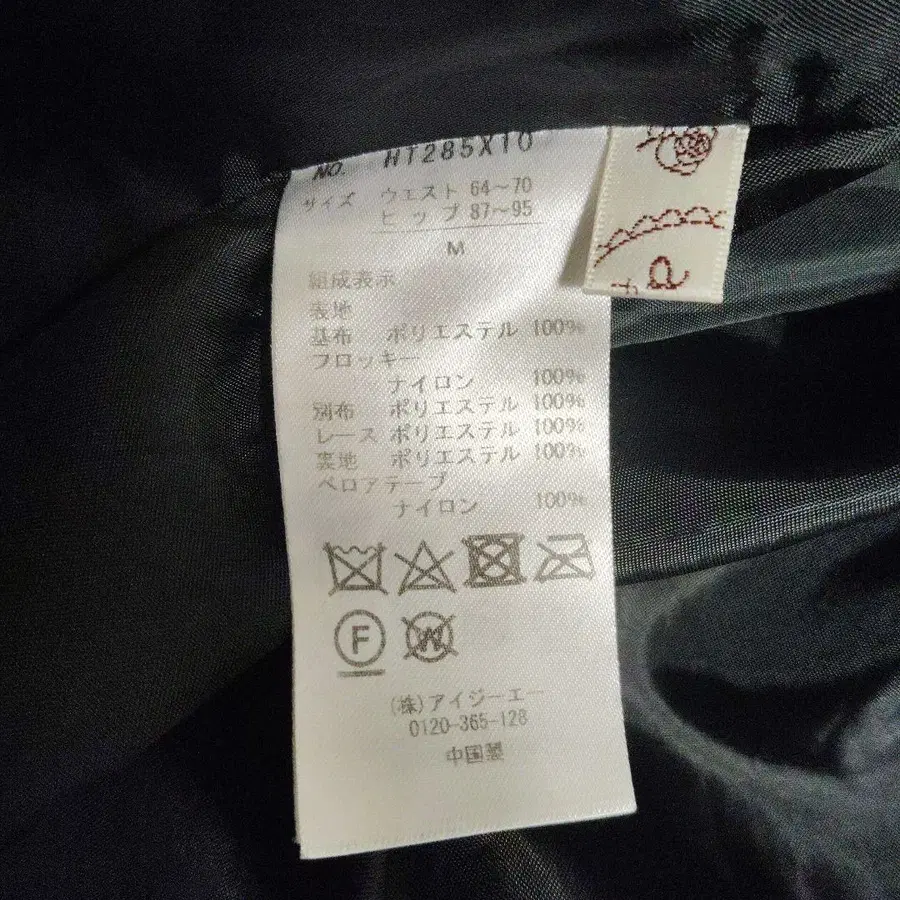 NO. HT285X10
サイズ ウエスト 64〜70
ヒップ 87〜95
M
組成表示
表地
基布 ポリエステル 100%
フロッキー
ナイロン 100%
別布 ポリエステル 100%
レース ポリエステル 100%
裏地 ポリエステル 100%
ベロアテープ
ナイロン 100%
F
W
(株)アイジーエー
0120-365-128
中国製